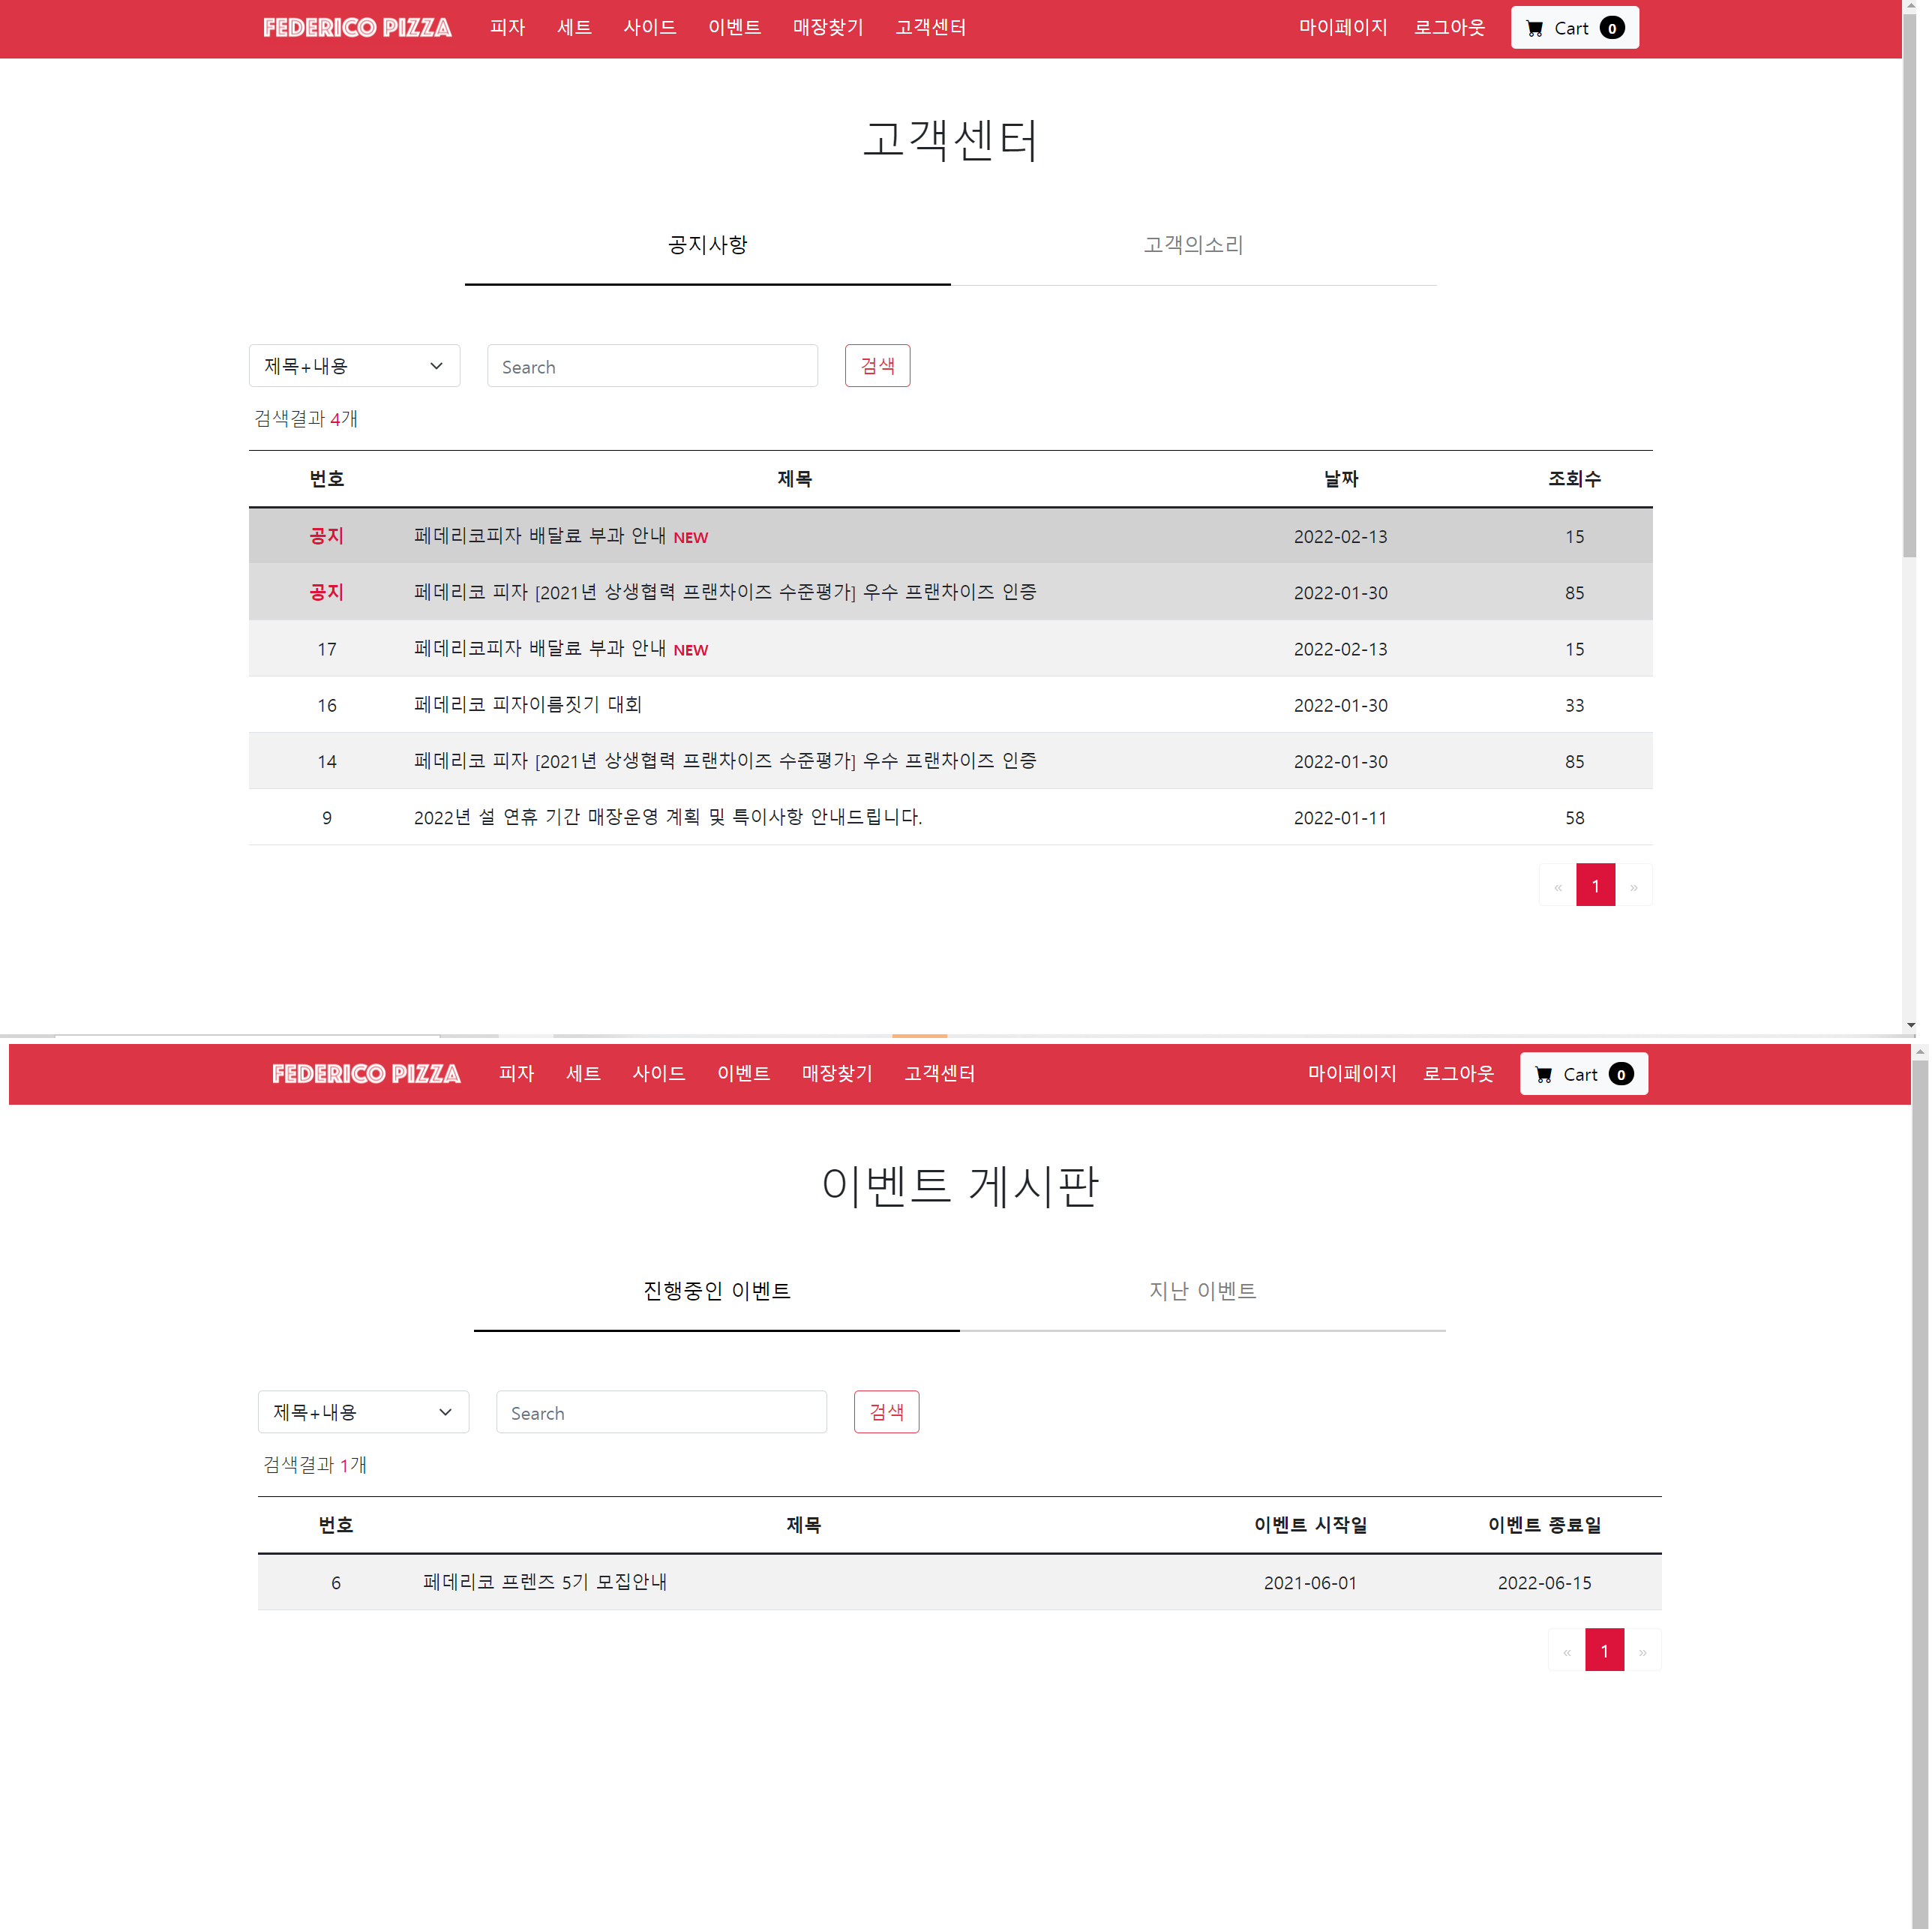 FEDERICO PIZZA 피자 세트 사이드 이벤트 매장찾기 고객센터 마이페이지 로그아웃 Cart 0
고객센터
공지사항 고객의소리
제목+내용 Search 검색
검색결과 4개
번호 제목 날짜 조회수
공지 페데리코피자 배달료 부과 안내 NEW 2022-02-13 15
공지 페데리코 피자 [2021년 상생협력 프랜차이즈 수준평가] 우수 프랜차이즈 인증 2022-01-30 85
17 페데리코피자 배달료 부과 안내 NEW 2022-02-13 15
16 페데리코 피자이름짓기 대회 2022-01-30 33
14 페데리코 피자 [2021년 상생협력 프랜차이즈 수준평가] 우수 프랜차이즈 인증 2022-01-30 85
9 2022년 설 연휴 기간 매장운영 계획 및 특이사항 안내드립니다. 2022-01-11 58
« 1 »
FEDERICO PIZZA 피자 세트 사이드 이벤트 매장찾기 고객센터 마이페이지 로그아웃 Cart 0
이벤트 게시판
진행중인 이벤트 지난 이벤트
제목+내용 Search 검색
검색결과 1개
번호 제목 이벤트 시작일 이벤트 종료일
6 페데리코 프렌즈 5기 모집안내 2021-06-01 2022-06-15
« 1 »